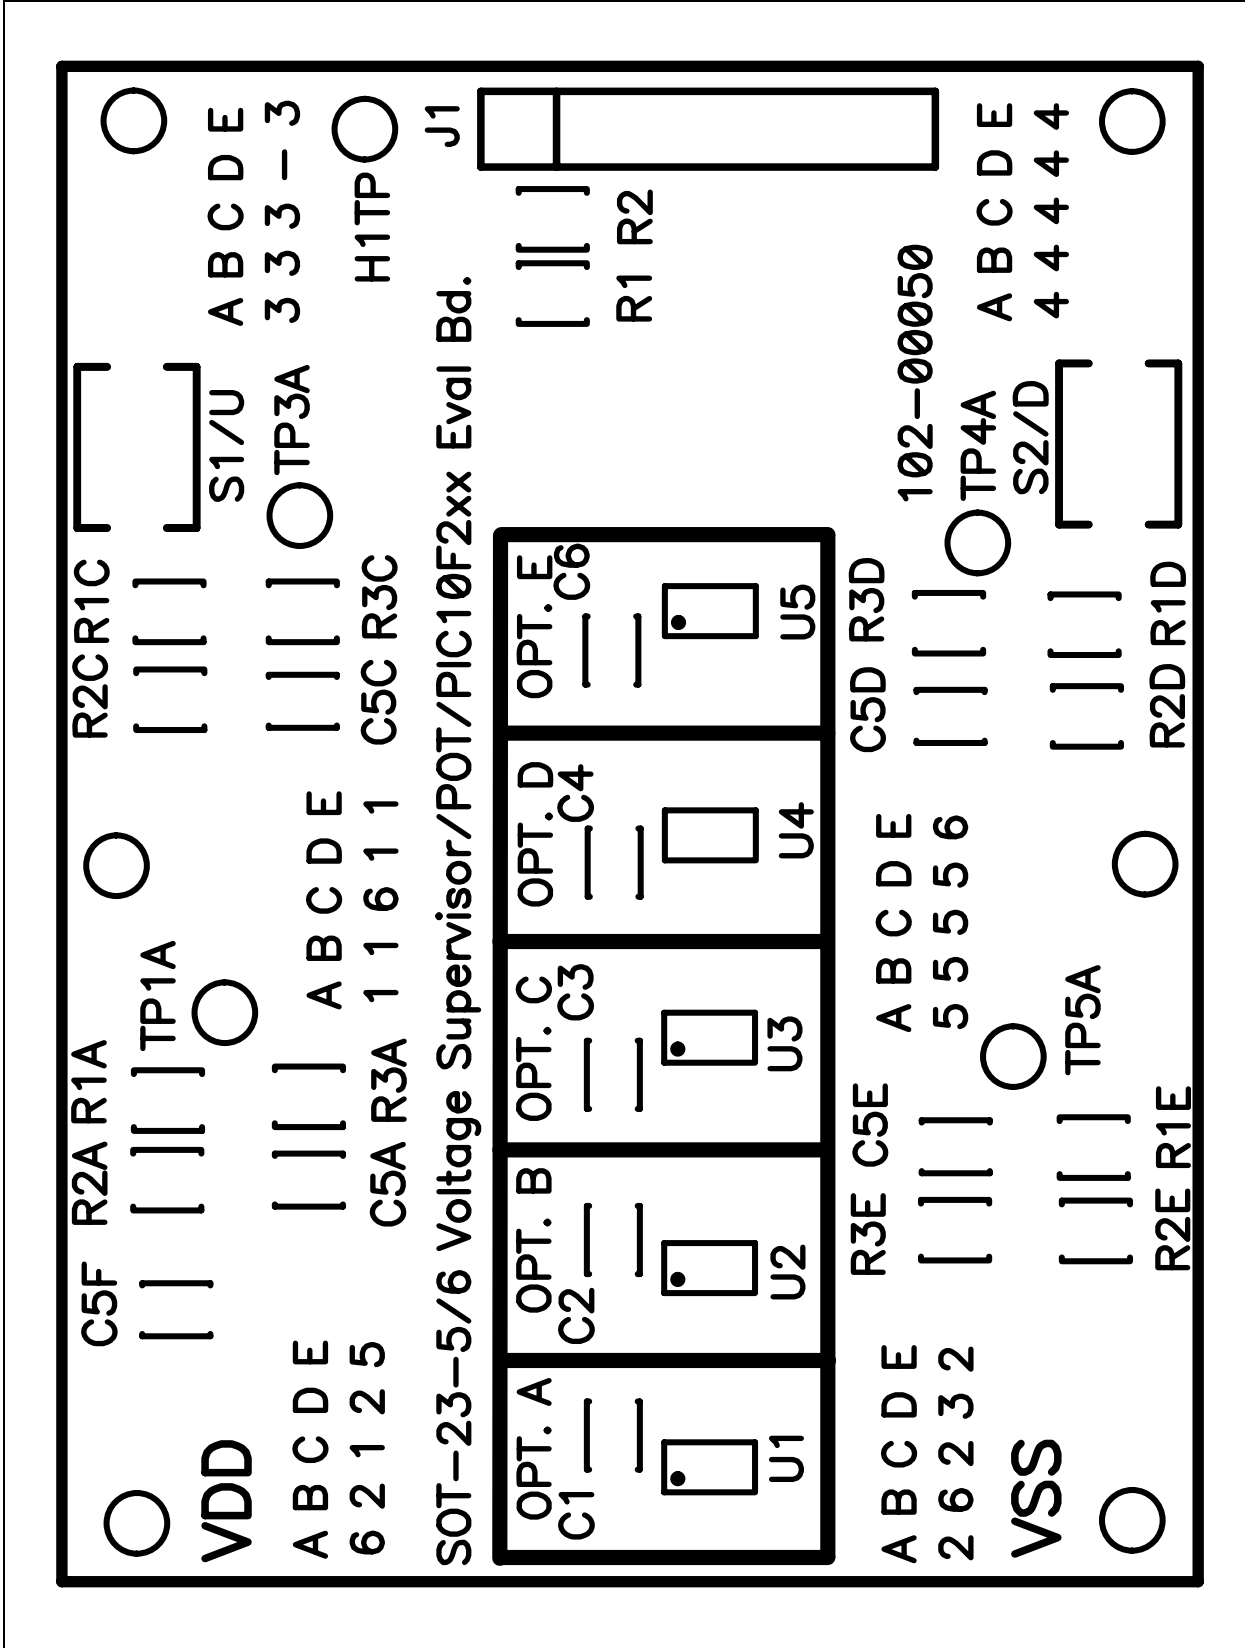 C5F
R2A R1A
R2C R1C
TP1A
VDD
S1/U
A B C D E
3 3 3 - 3
TP3A
H1TP
A B C D E
6 2 1 2 5
A B C D E
1 1 6 1 1
C5A R3A
C5C R3C
J1
SOT-23-5/6 Voltage Supervisor/POT/PIC10F2xx Eval Bd.
OPT. A
C1
U1
OPT. B
C2
U2
OPT. C
C3
U3
OPT. D
C4
U4
OPT. E
C6
U5
R1 R2
R3E C5E
C5D R3D
102-00050
A B C D E
2 6 2 3 2
A B C D E
5 5 5 5 6
TP4A
A B C D E
4 4 4 4 4
VSS
S2/D
TP5A
R2E R1E
R2D R1D